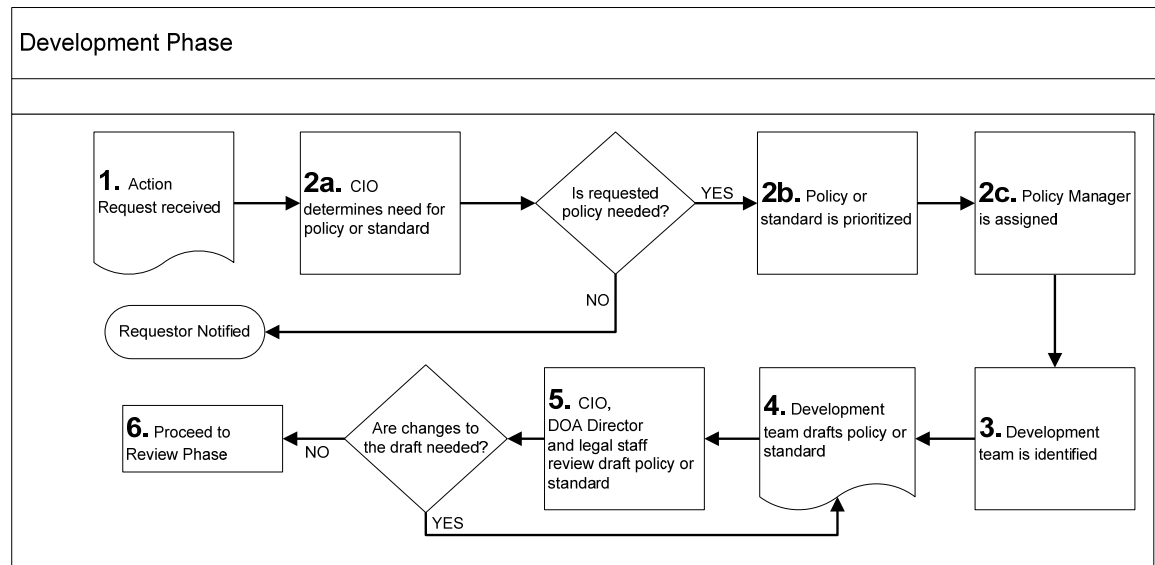 Development Phase
1. Action
Request received
2a. CIO
determines need for
policy or standard
Is requested
policy needed?
YES
2b. Policy or
standard is prioritized
2c. Policy Manager
is assigned
NO
Requestor Notified
6. Proceed to
Review Phase
NO
Are changes to
the draft needed?
YES
5. CIO,
DOA Director
and legal staff
review draft policy or
standard
4. Development
team drafts policy or
standard
3. Development
team is identified